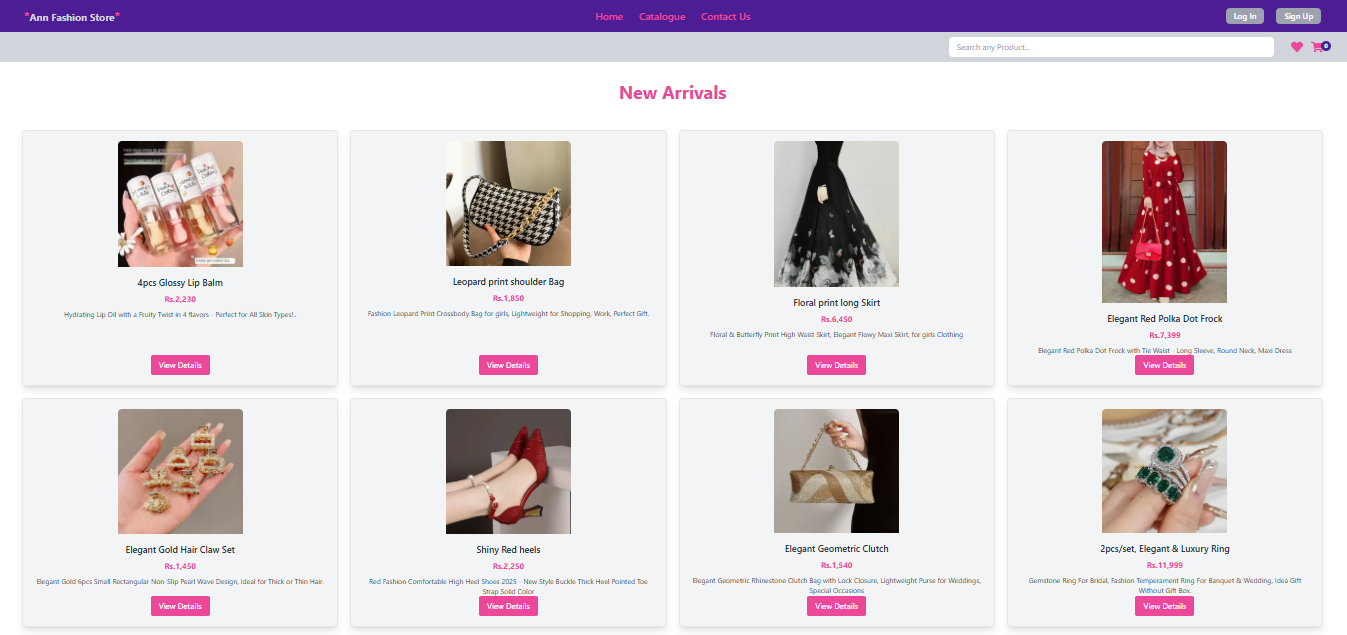 *Ann Fashion Store*
Home Catalogue Contact Us
Log In Sign Up
Search any Product...
0
New Arrivals
4pcs Glossy Lip Balm
Rs.2,230
Hydrating Lip Oil with a Fruity Twist in 4 flavors - Perfect for All Skin Types!.
View Details
Leopard print shoulder Bag
Rs.1,850
Fashion Leopard Print Crossbody Bag for girls, Lightweight for Shopping, Work, Perfect Gift.
View Details
Floral print long Skirt
Rs.6,450
Floral & Butterfly Print High Waist Skirt, Elegant Flowy Maxi Skirt, for girls Clothing
View Details
Elegant Red Polka Dot Frock
Rs.7,399
Elegant Red Polka Dot Frock with Tie Waist - Long Sleeve, Round Neck, Maxi Dress
View Details
Elegant Gold Hair Claw Set
Rs.1,450
Elegant Gold 6pcs Small Rectangular Non-Slip Pearl Wave Design, Ideal for Thick or Thin Hair.
View Details
Shiny Red heels
Rs.2,250
Red Fashion Comfortable High Heel Shoes 2025 - New Style Buckle Thick Heel Pointed Toe
Strap Solid Color
View Details
Elegant Geometric Clutch
Rs.1,540
Elegant Geometric Rhinestone Clutch Bag with Lock Closure, Lightweight Purse for Weddings,
Special Occasions
View Details
2pcs/set, Elegant & Luxury Ring
Rs.11,999
Gemstone Ring For Bridal, Fashion Temperament Ring For Banquet & Wedding, Idea Gift
Without Gift Box.
View Details